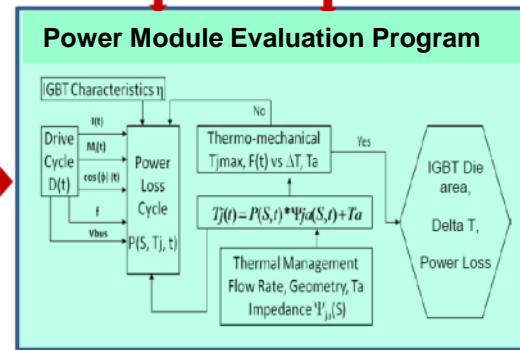 Power Module Evaluation Program
IGBT Characteristics η
Drive
Cycle
D(t)
I(t)
M(t)
cos(ϕ) (t)
f
Vbus
Power
Loss
Cycle
P(S, Tj, t)
No
Thermo-mechanical
Tjmax, F(t) vs ΔT, Ta
Yes
Tj(t)=P(S,t)*Ψja(S,t)+Ta
Thermal Management
Flow Rate, Geometry, Ta
Impedance Ψja(S)
IGBT Die
area,
Delta T,
Power Loss